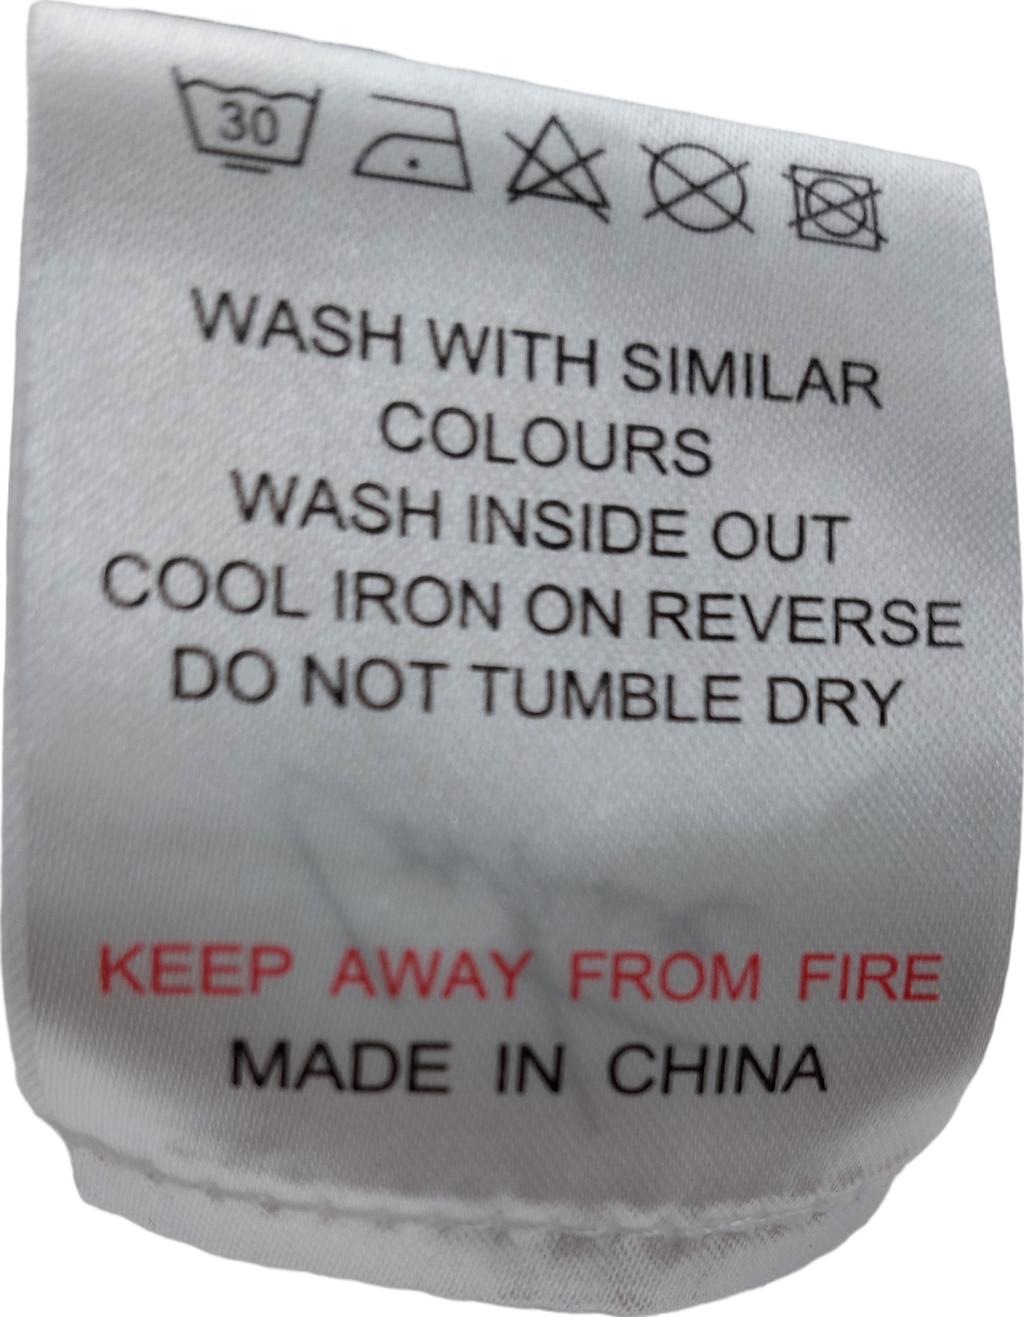 30
WASH WITH SIMILAR
COLOURS
WASH INSIDE OUT
COOL IRON ON REVERSE
DO NOT TUMBLE DRY
KEEP AWAY FROM FIRE
MADE IN CHINA